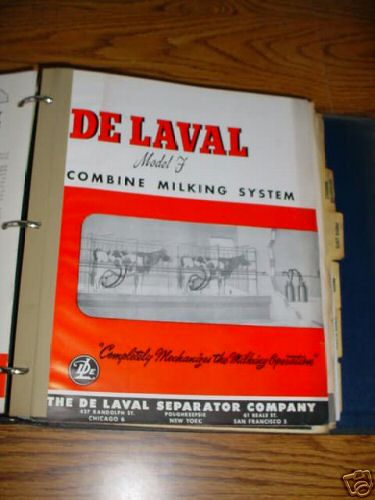 DE LAVAL
Model F
COMBINE MILKING SYSTEM
"Completely Mechanizes the Milking Operation"
THE DE LAVAL SEPARATOR COMPANY
427 RANDOLPH ST. POUGHKEEPSIE 61 BEALE ST.
CHICAGO 6 NEW YORK SAN FRANCISCO 5